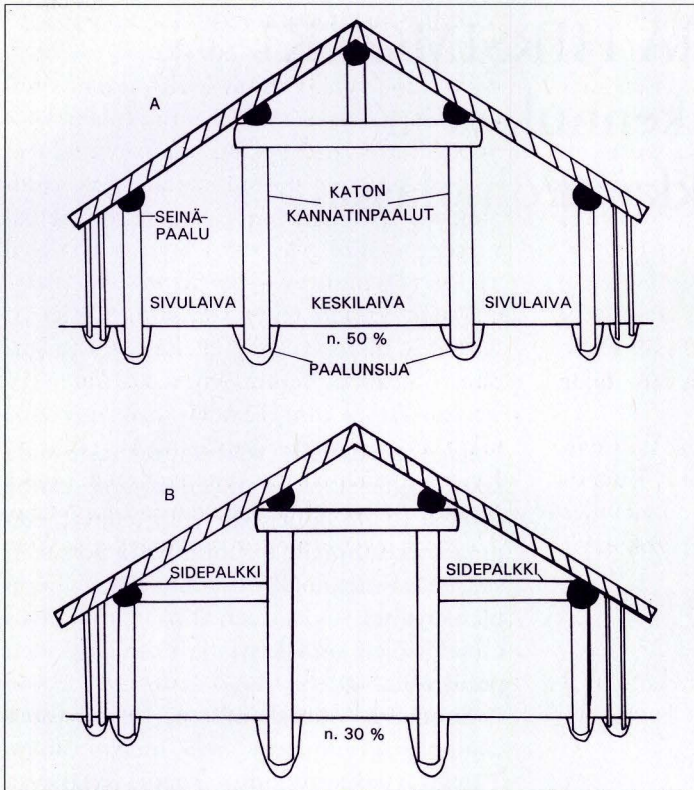 A
KATON
KANNATINPAALUT
SEINÄ-
PAALU
SIVULAIVA
KESKILAIVA
SIVULAIVA
n. 50 %
PAALUNSIJA
B
SIDEPALKKI
SIDEPALKKI
n. 30 %